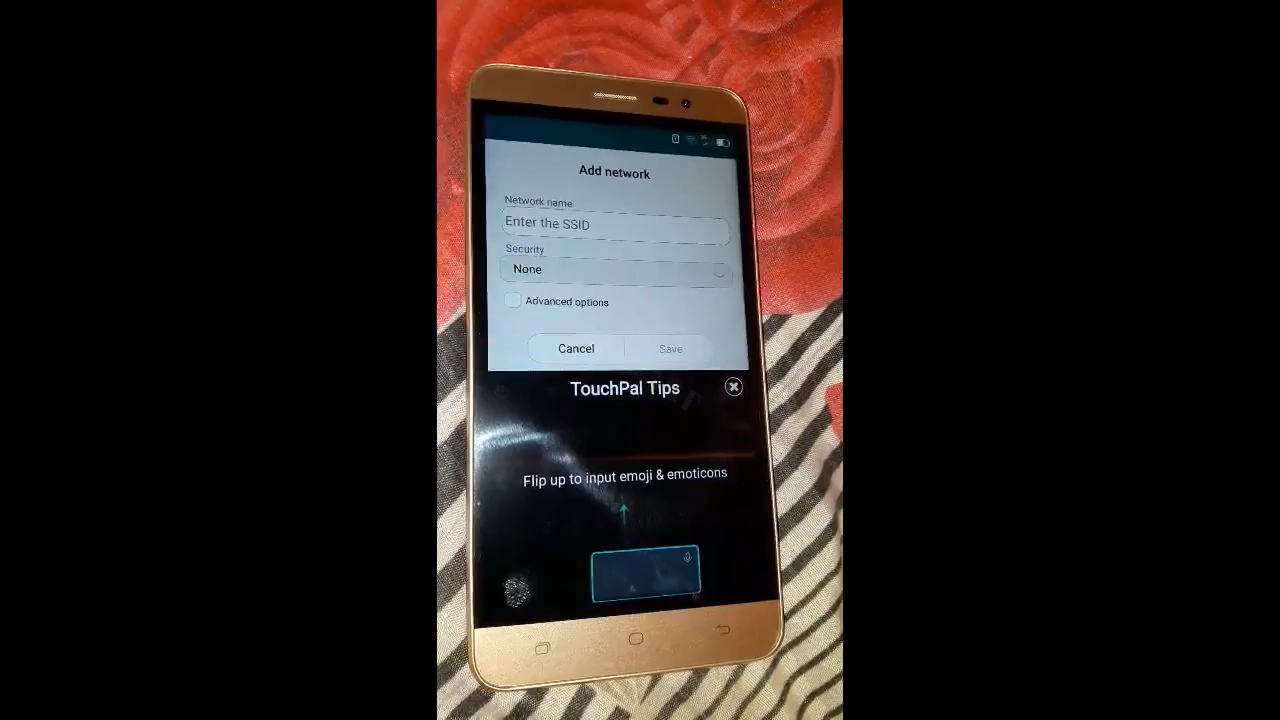 Add network
Network name
Enter the SSID
Security
None
Advanced options
Cancel Save
TouchPal Tips
Flip up to input emoji & emoticons